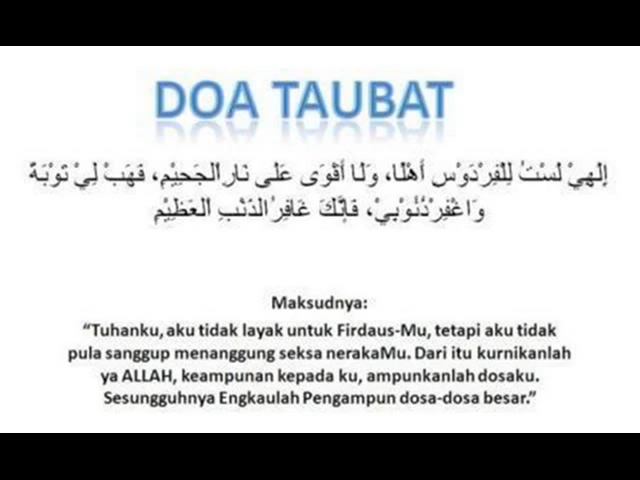 DOA TAUBAT
إِلهِيْ لَسْتُ لِلْفِرْدَوْسِ أَهْلًا، وَلَا أَقْوَى عَلَى نَارِالْجَحِيْمِ، فَهَبْ لِيْ تَوْبَةً
وَاغْفِرْذُنُوْبِيْ، فَإِنَّكَ غَافِرُالذَّنْبِ الْعَظِيْمِ
Maksudnya:
“Tuhanku, aku tidak layak untuk Firdaus-Mu, tetapi aku tidak
pula sanggup menanggung seksa nerakaMu. Dari itu kurnikanlah
ya ALLAH, keampunan kepada ku, ampunkanlah dosaku.
Sesungguhnya Engkaulah Pengampun dosa-dosa besar.”